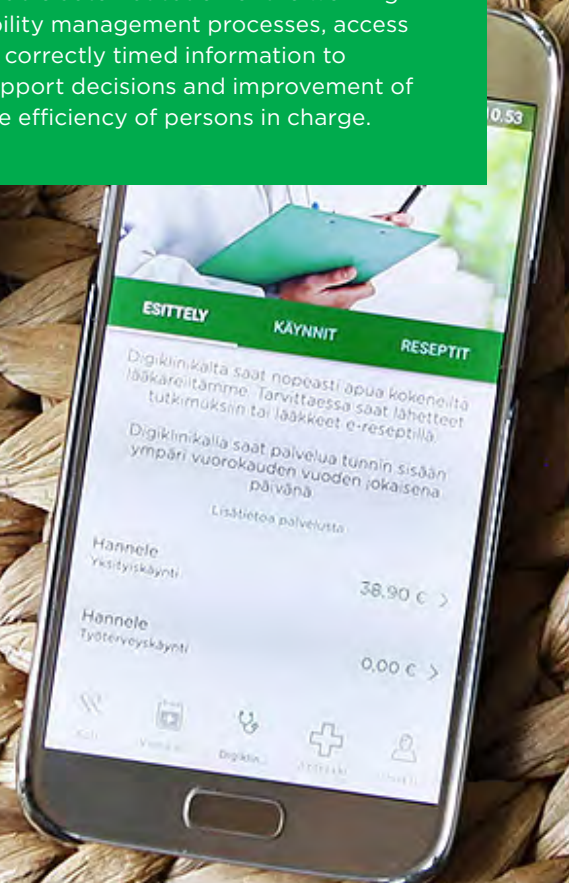 bility management processes, access
correctly timed information to
pport decisions and improvement of
e efficiency of persons in charge.
0.53
ESITTELY KÄYNNIT RESEPTIT
Digiklinikalta saat nopeasti apua kokeneilta
lääkäreiltämme. Tarvittaessa saat lähetteet
tutkimuksiin tai lääkkeet e-reseptillä.
Digiklinikalla saat palvelua tunnin sisään
ympäri vuorokauden vuoden jokaisena
päivänä.
Lisätietoa palvelusta
Hannele
Yksityiskäynti
38,90 € >
Hannele
Työterveyskäynti
0,00 € >
Digiklin...